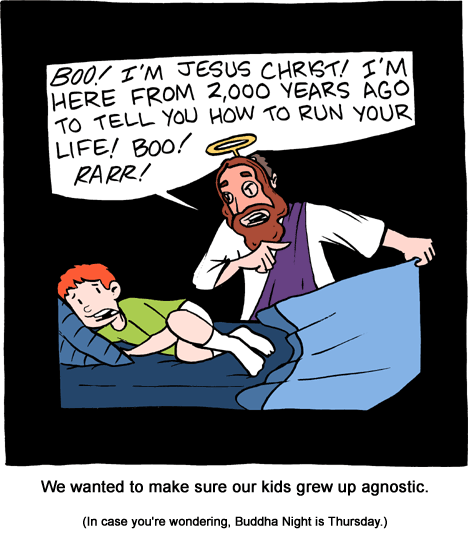 BOO! I'M JESUS CHRIST! I'M
HERE FROM 2,000 YEARS AGO
TO TELL YOU HOW TO RUN YOUR
LIFE! BOO!
RARR!
We wanted to make sure our kids grew up agnostic.
(In case you're wondering, Buddha Night is Thursday.)